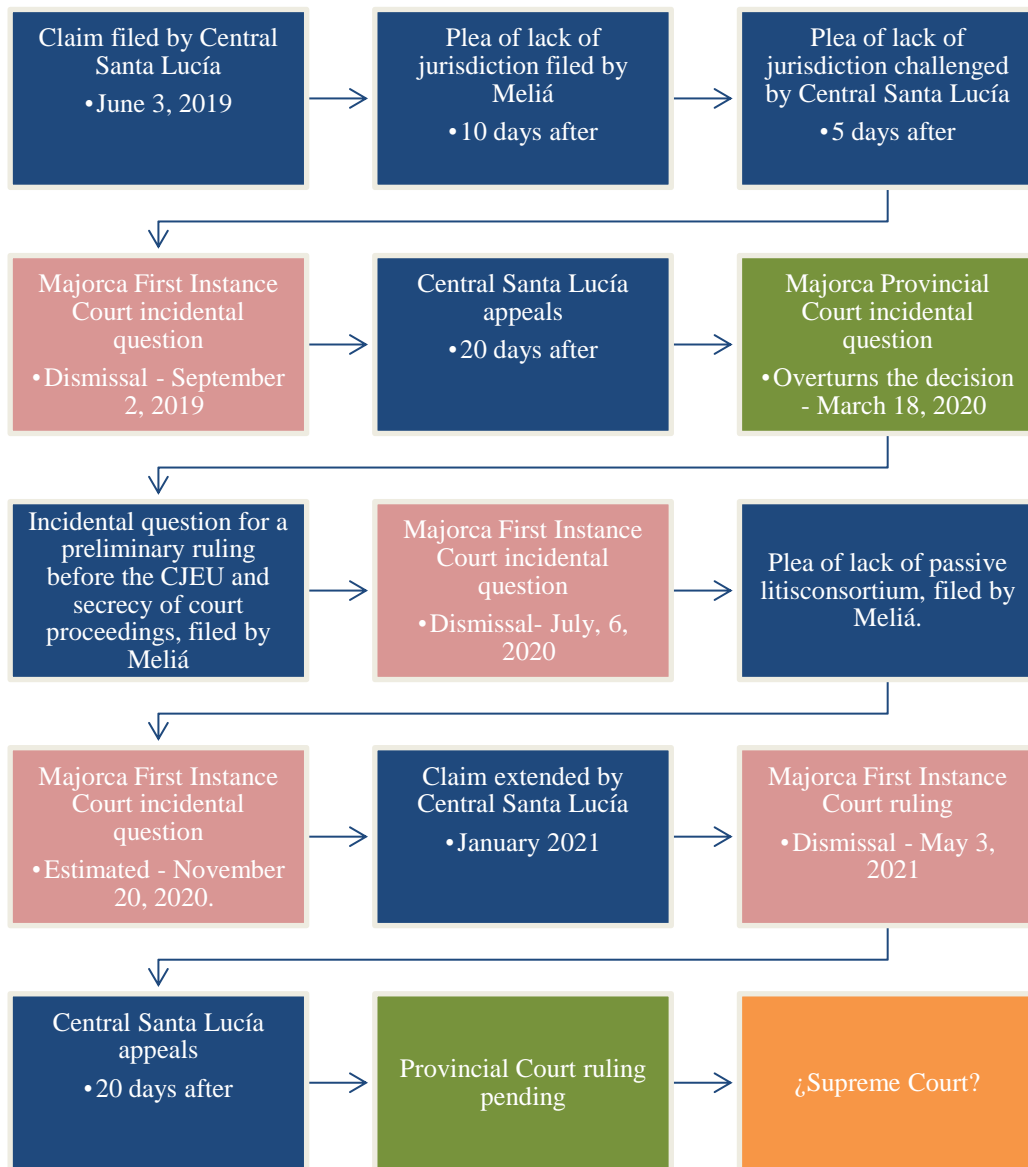 Claim filed by Central
Santa Lucía
•June 3, 2019
Plea of lack of
jurisdiction filed by
Meliá
•10 days after
Plea of lack of
jurisdiction challenged
by Central Santa Lucía
•5 days after
Majorca First Instance
Court incidental
question
•Dismissal - September
2, 2019
Central Santa Lucía
appeals
•20 days after
Majorca Provincial
Court incidental
question
•Overturns the decision
- March 18, 2020
Incidental question for a
preliminary ruling
before the CJEU and
secrecy of court
proceedings, filed by
Meliá
Majorca First Instance
Court incidental
question
•Dismissal- July, 6,
2020
Plea of lack of passive
litisconsortium, filed by
Meliá.
Majorca First Instance
Court incidental
question
•Estimated - November
20, 2020.
Claim extended by
Central Santa Lucía
•January 2021
Majorca First Instance
Court ruling
•Dismissal - May 3,
2021
Central Santa Lucía
appeals
•20 days after
Provincial Court ruling
pending
¿Supreme Court?